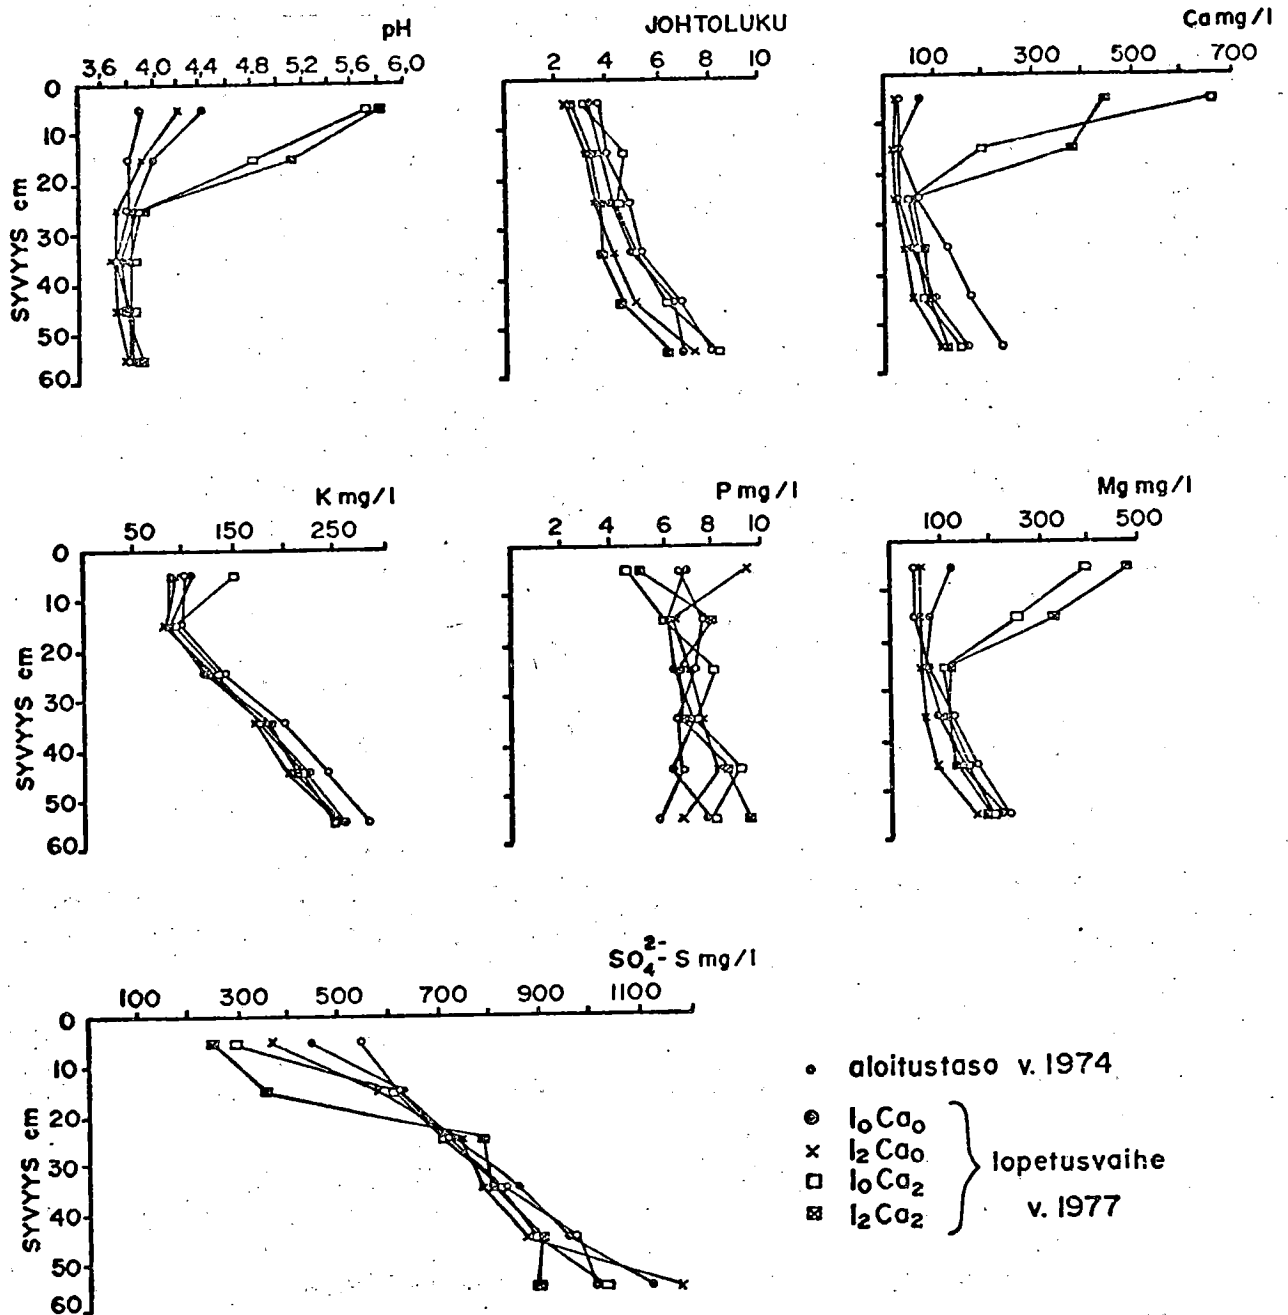 pH
3,6 4,0 4,4 4,8 5,2 5,6 6,0
SYVYYS cm
0
10
20
30
40
50
60
JOHTOLUKU
2 4 6 8 10
Ca mg/l
100 300 500 700
K mg/l
50 150 250
SYVYYS cm
0
10
20
30
40
50
60
P mg/l
2 4 6 8 10
Mg mg/l
100 300 500
SO₄²⁻-S mg/l
100 300 500 700 900 1100
SYVYYS cm
0
10
20
30
40
50
60
aloitustaso v. 1974
I₀Ca₀
I₂Ca₀
I₀Ca₂
I₂Ca₂
lopetusvaihe
v. 1977